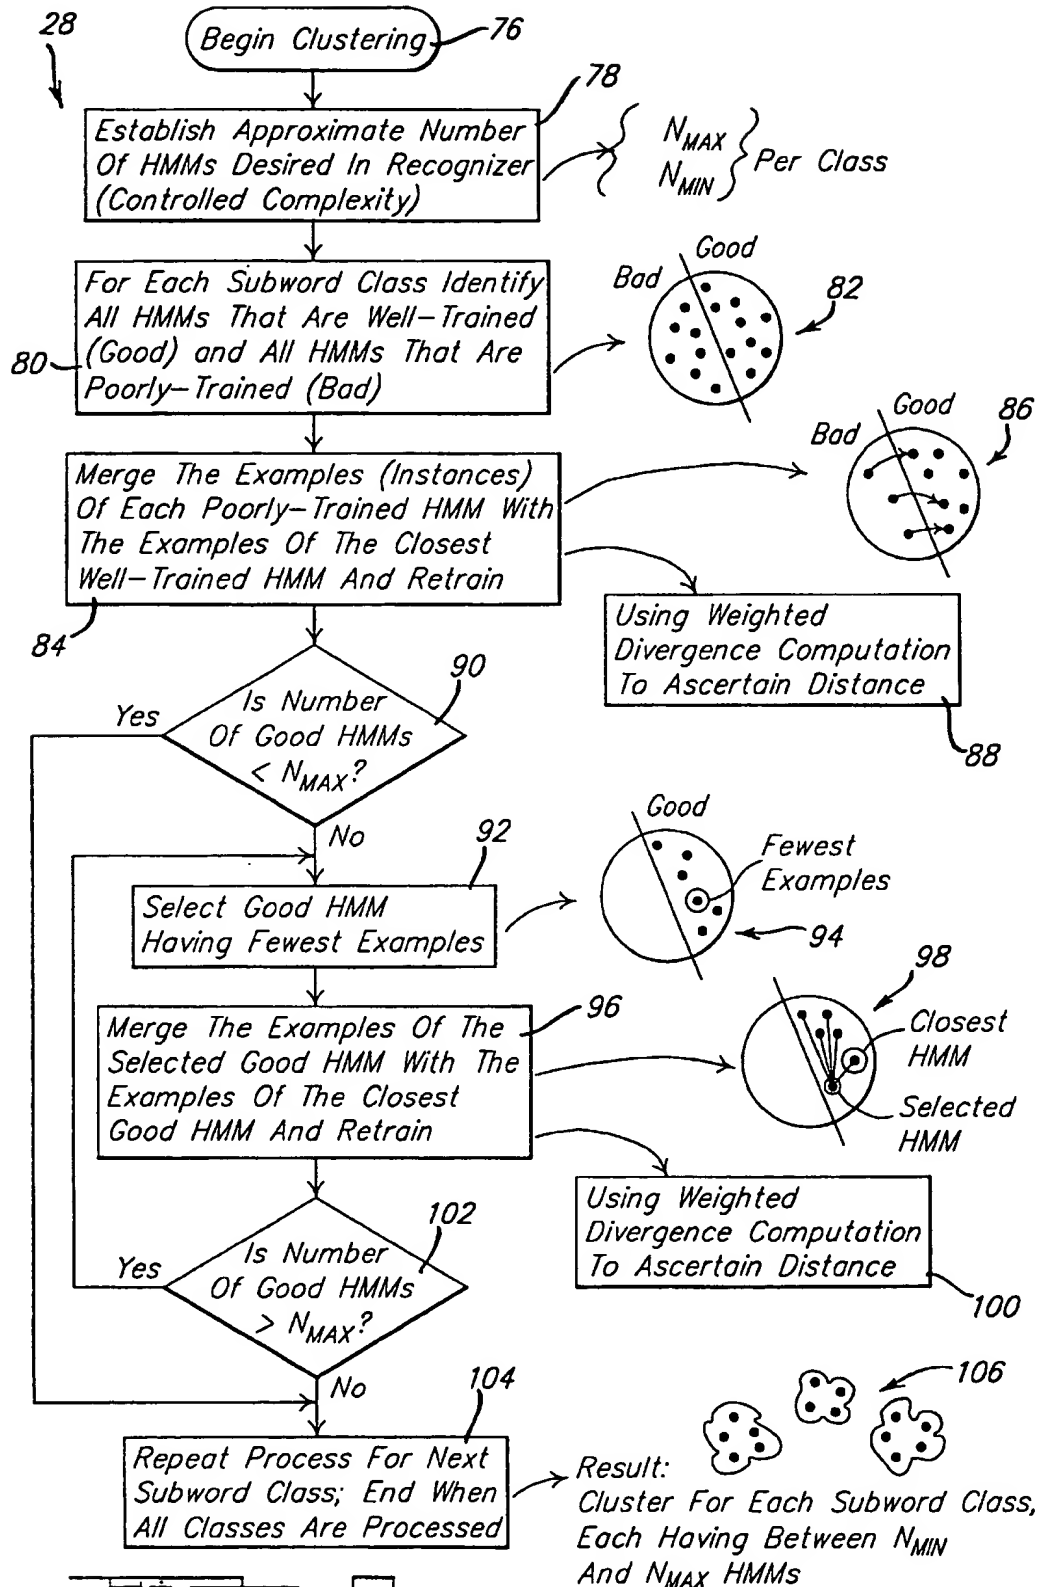 28
Begin Clustering
76
78
Establish Approximate Number
Of HMMs Desired In Recognizer
(Controlled Complexity)
N_MAX
N_MIN
Per Class
For Each Subword Class Identify
All HMMs That Are Well-Trained
(Good) and All HMMs That Are
Poorly-Trained (Bad)
80
Good
Bad
82
Merge The Examples (Instances)
Of Each Poorly-Trained HMM With
The Examples Of The Closest
Well-Trained HMM And Retrain
84
Good
Bad
86
Using Weighted
Divergence Computation
To Ascertain Distance
88
90
Is Number
Of Good HMMs
< N_MAX?
Yes
No
92
Select Good HMM
Having Fewest Examples
Good
Fewest
Examples
94
96
Merge The Examples Of The
Selected Good HMM With The
Examples Of The Closest
Good HMM And Retrain
98
Closest
HMM
Selected
HMM
Using Weighted
Divergence Computation
To Ascertain Distance
100
102
Is Number
Of Good HMMs
> N_MAX?
Yes
No
104
Repeat Process For Next
Subword Class; End When
All Classes Are Processed
106
Result:
Cluster For Each Subword Class,
Each Having Between N_MIN
And N_MAX HMMs